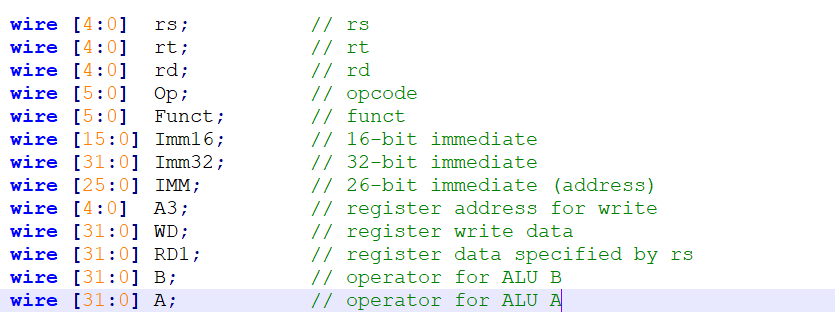 wire [4:0]  rs;          // rs
wire [4:0]  rt;          // rt
wire [4:0]  rd;          // rd
wire [5:0]  Op;          // opcode
wire [5:0]  Funct;       // funct
wire [15:0] Imm16;       // 16-bit immediate
wire [31:0] Imm32;       // 32-bit immediate
wire [25:0] IMM;         // 26-bit immediate (address)
wire [4:0]  A3;          // register address for write
wire [31:0] WD;          // register write data
wire [31:0] RD1;         // register data specified by rs
wire [31:0] B;           // operator for ALU B
wire [31:0] A;           // operator for ALU A